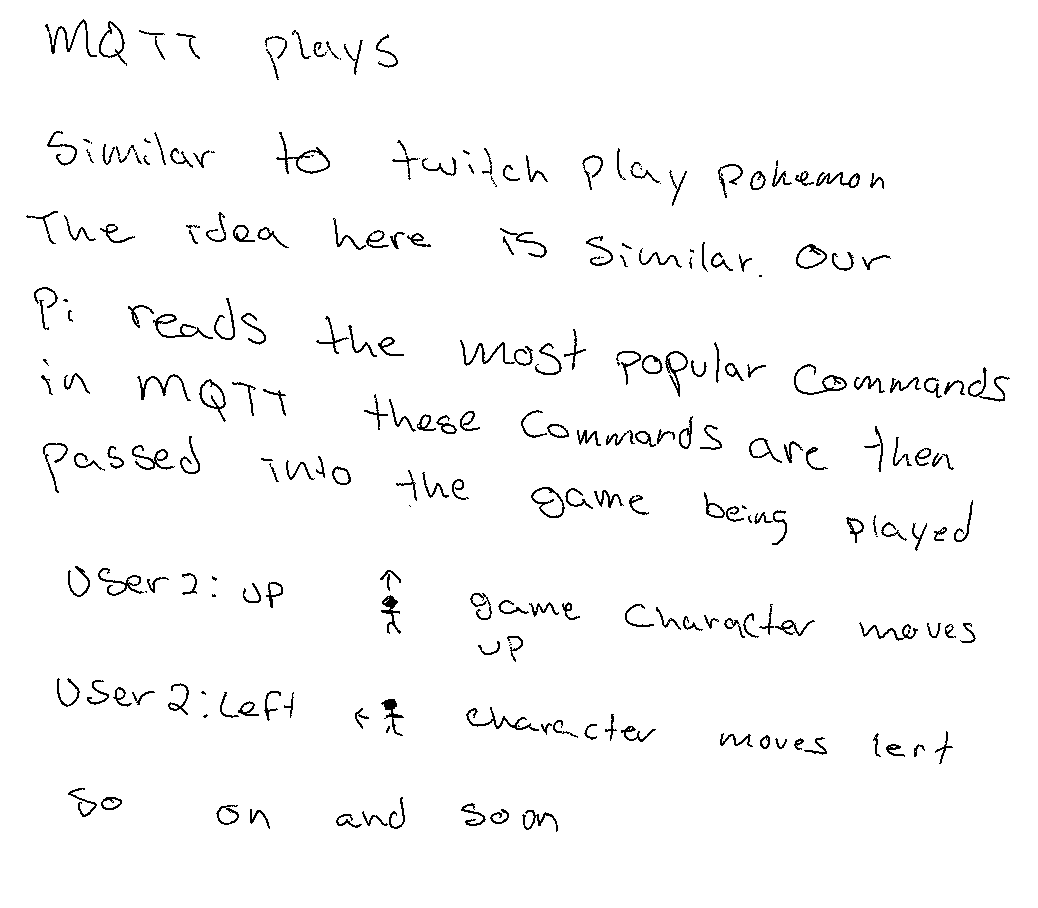 MQTT plays
Similar to twitch play pokemon
The idea here is similar. Our
Pi reads the most popular commands
in MQTT these commands are then
passed into the game being played
User 2: UP ↑ game character moves
UP
User 2: Left ← character moves left
so on and so on